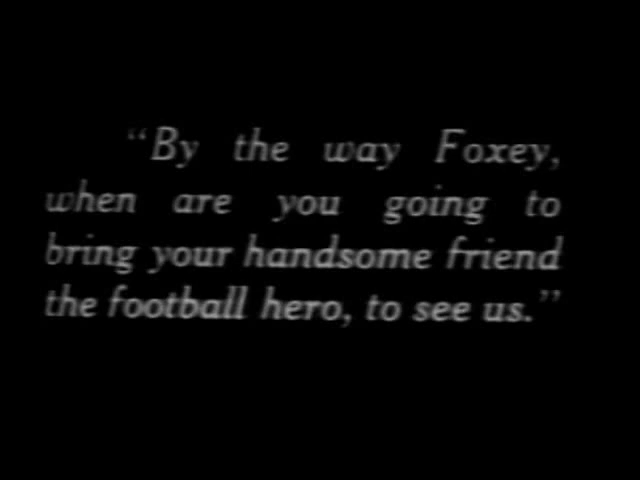 “By the way Foxey,
when are you going to
bring your handsome friend
the football hero, to see us.”